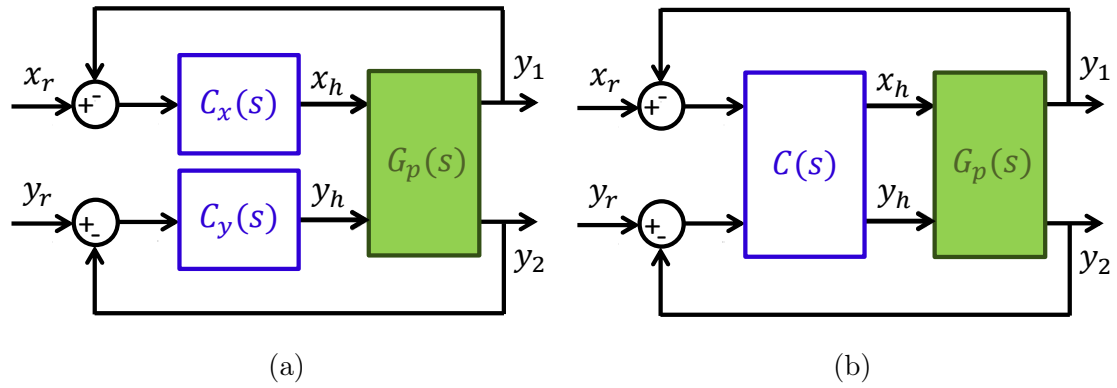 x_r
+
-
C_x(s)
x_h
y_1
G_p(s)
y_r
+
-
C_y(s)
y_h
y_2
(a)
x_r
+
-
C(s)
x_h
y_1
G_p(s)
y_r
+
-
y_h
y_2
(b)